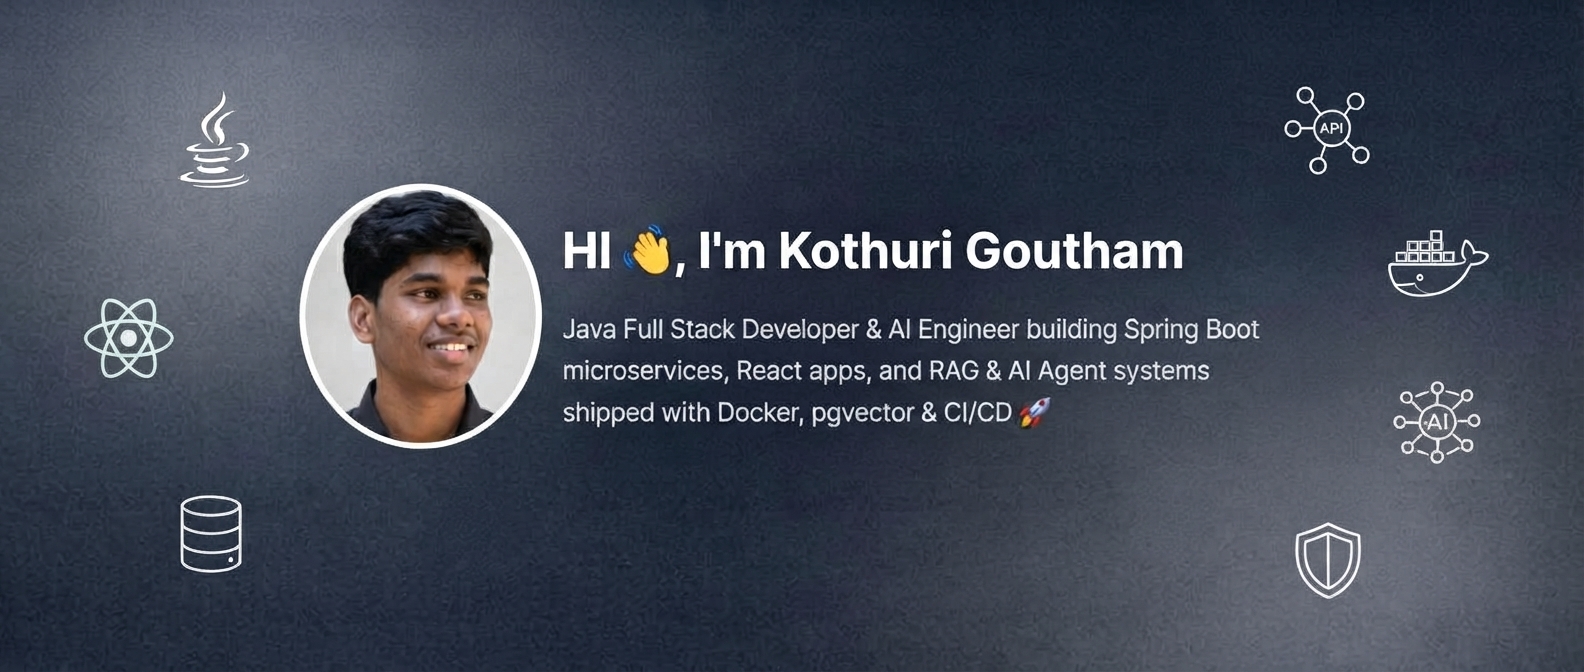 HI 👋, I'm Kothuri Goutham
Java Full Stack Developer & AI Engineer building Spring Boot
microservices, React apps, and RAG & AI Agent systems
shipped with Docker, pgvector & CI/CD 🚀
API
AI